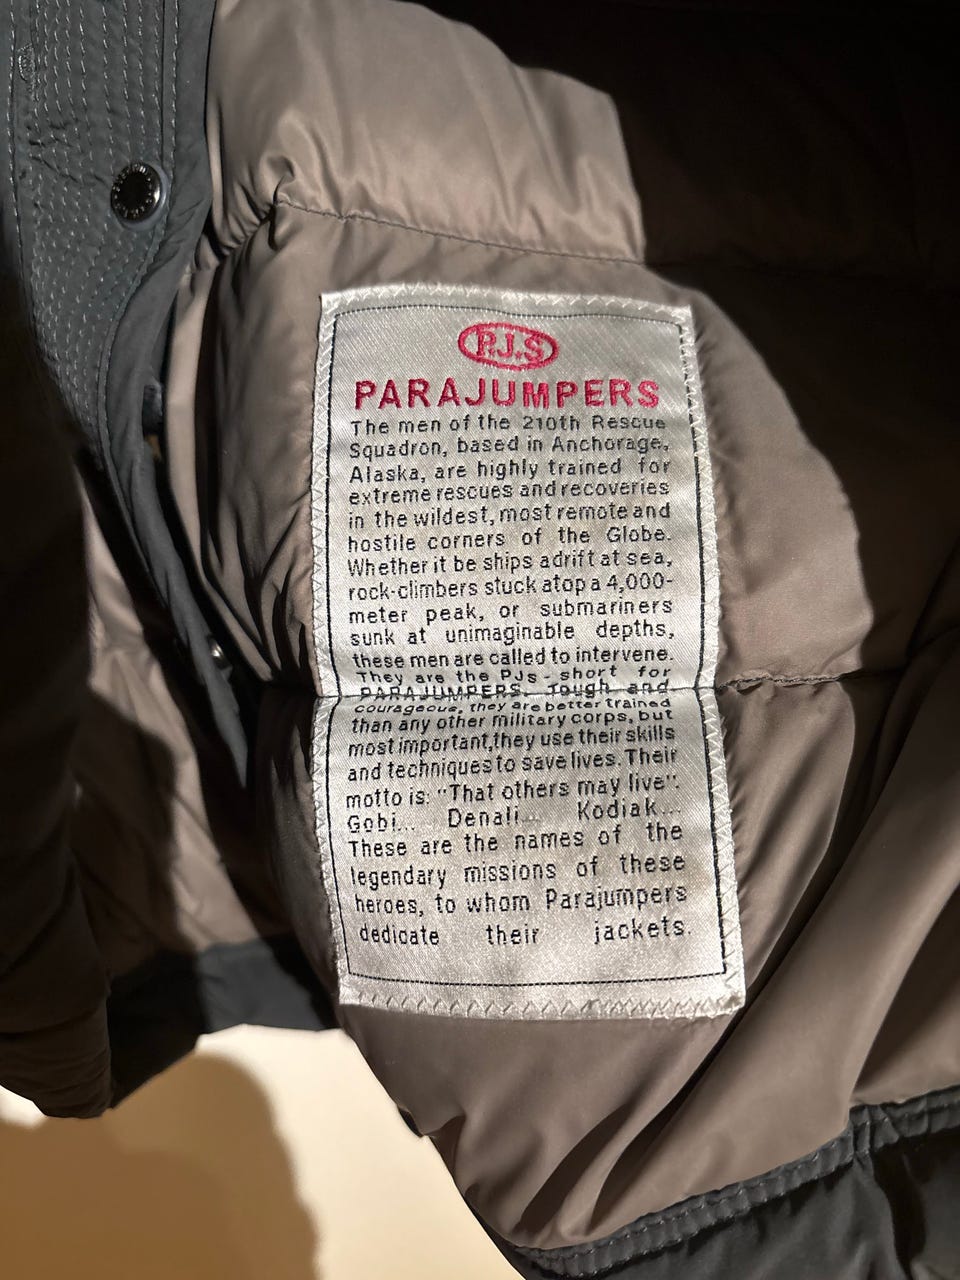 P.J.S
PARAJUMPERS
The men of the 210th Rescue
Squadron, based in Anchorage,
Alaska, are highly trained for
extreme rescues and recoveries
in the wildest, most remote and
hostile corners of the Globe.
Whether it be ships adrift at sea,
rock-climbers stuck atop a 4,000-
meter peak, or submariners
sunk at unimaginable depths,
these men are called to intervene.
They are the PJs - short for
PARAJUMPERS. Tough and
courageous, they are better trained
than any other military corps, but
most important,they use their skills
and techniques to save lives. Their
motto is: "That others may live".
Gobi... Denali... Kodiak...
These are the names of the
legendary missions of these
heroes, to whom Parajumpers
dedicate their jackets.